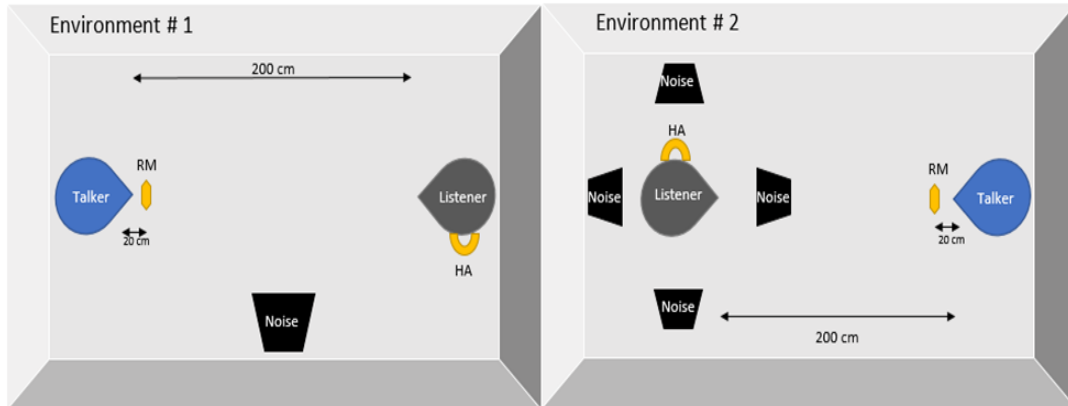 Environment # 1
200 cm
RM
Talker
20 cm
Listener
HA
Noise
Environment # 2
Noise
HA
RM
Noise
Listener
Noise
Talker
20 cm
Noise
200 cm